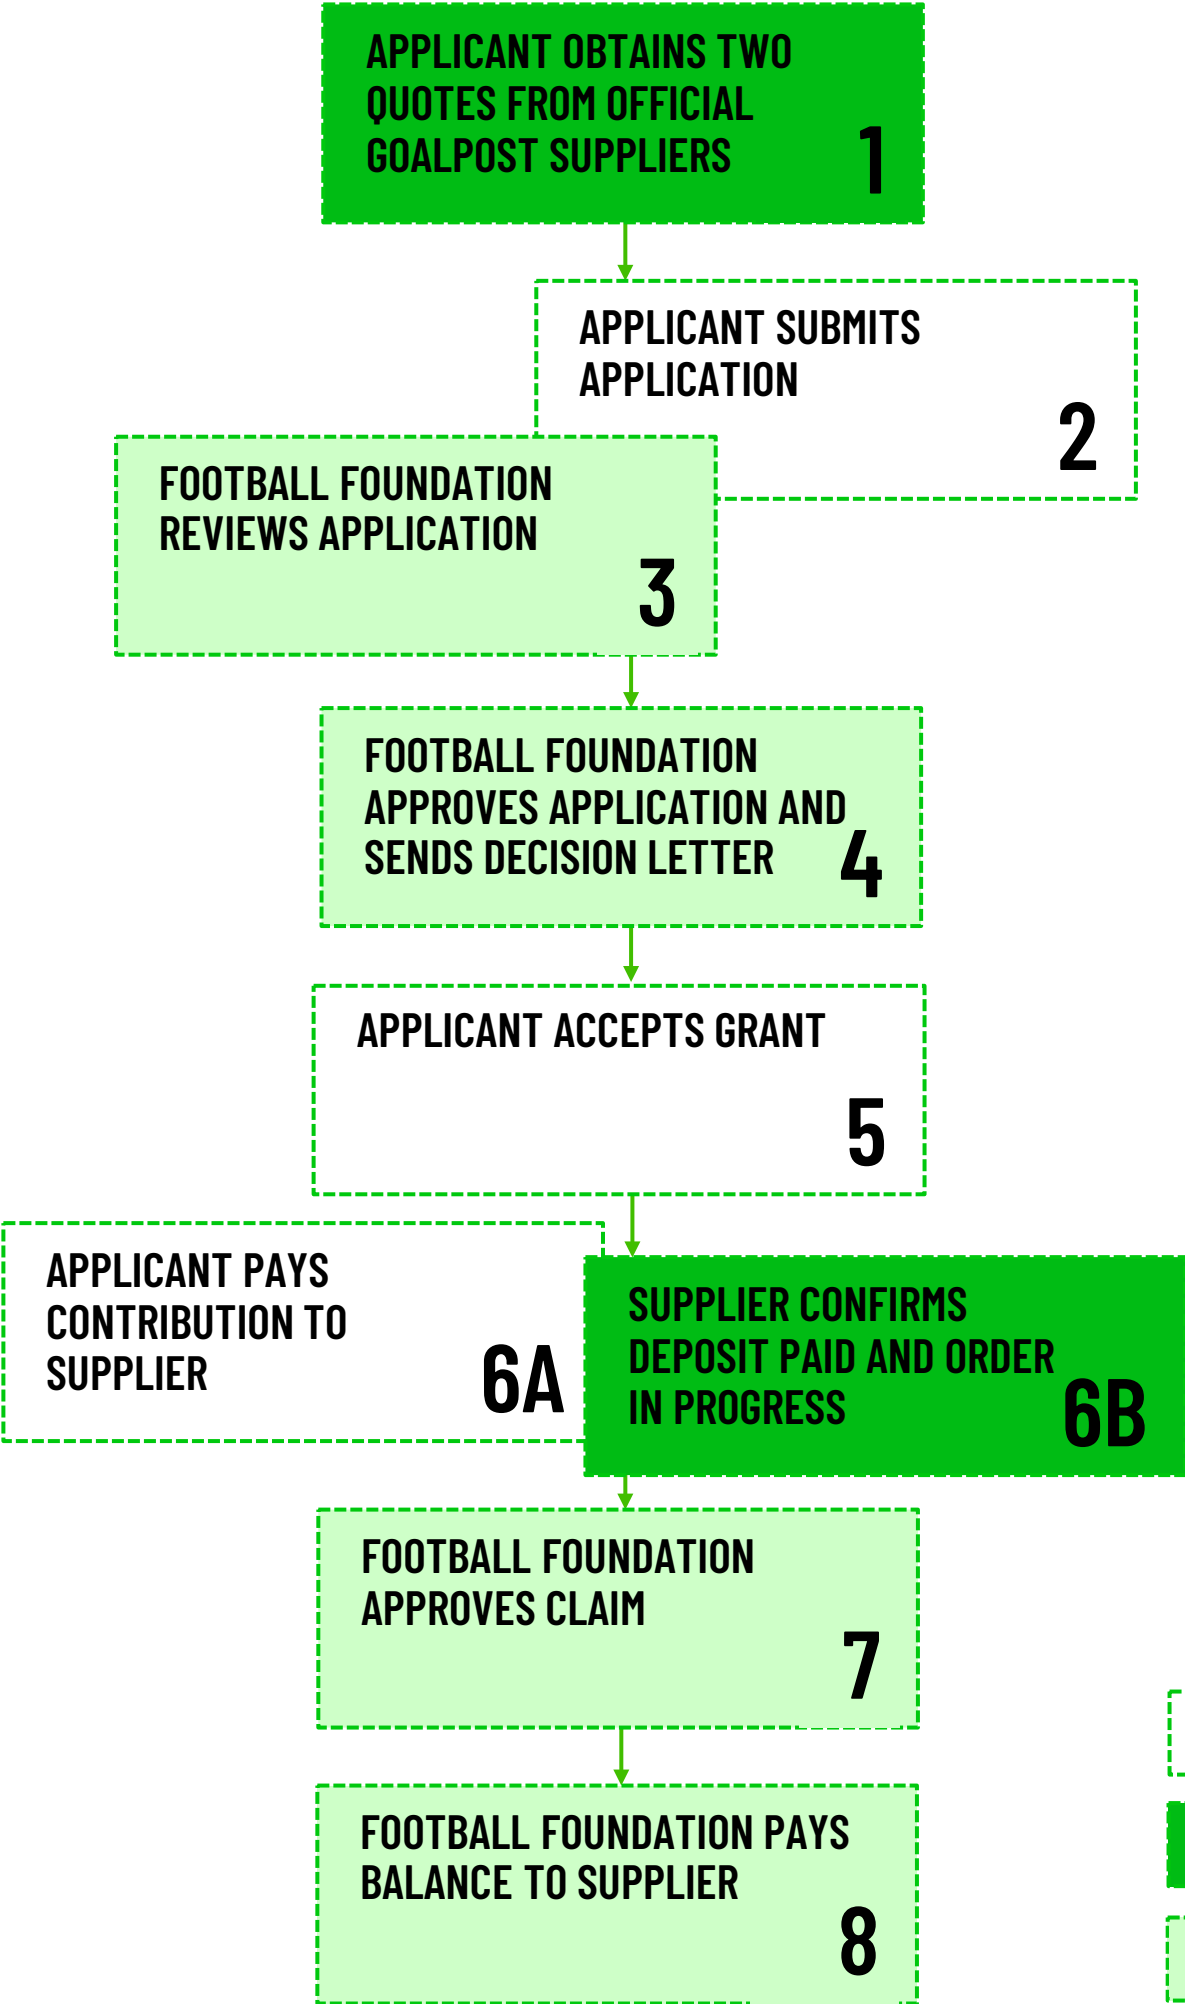 APPLICANT OBTAINS TWO
QUOTES FROM OFFICIAL
GOALPOST SUPPLIERS
1
APPLICANT SUBMITS
APPLICATION
2
FOOTBALL FOUNDATION
REVIEWS APPLICATION
3
FOOTBALL FOUNDATION
APPROVES APPLICATION AND
SENDS DECISION LETTER
4
APPLICANT ACCEPTS GRANT
5
APPLICANT PAYS
CONTRIBUTION TO
SUPPLIER
6A
SUPPLIER CONFIRMS
DEPOSIT PAID AND ORDER
IN PROGRESS
6B
FOOTBALL FOUNDATION
APPROVES CLAIM
7
FOOTBALL FOUNDATION PAYS
BALANCE TO SUPPLIER
8